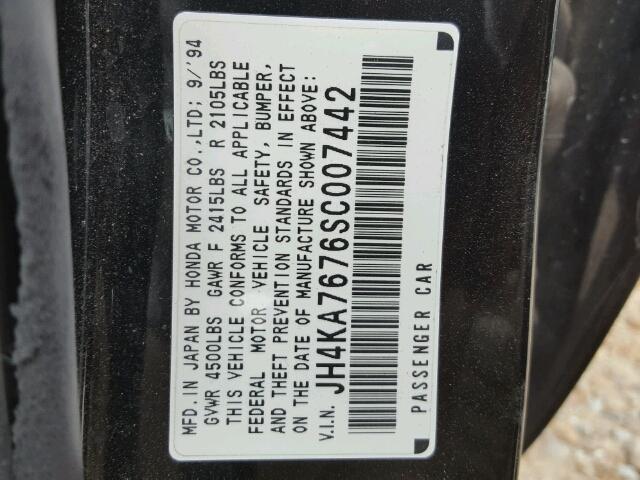 MFD. IN JAPAN BY HONDA MOTOR CO.,LTD; 9/'94
GVWR 4500LBS GAWR F 2415LBS R 2105LBS
THIS VEHICLE CONFORMS TO ALL APPLICABLE
FEDERAL MOTOR VEHICLE SAFETY, BUMPER,
AND THEFT PREVENTION STANDARDS IN EFFECT
ON THE DATE OF MANUFACTURE SHOWN ABOVE:
V.I.N. JH4KA7676SC007442
PASSENGER CAR